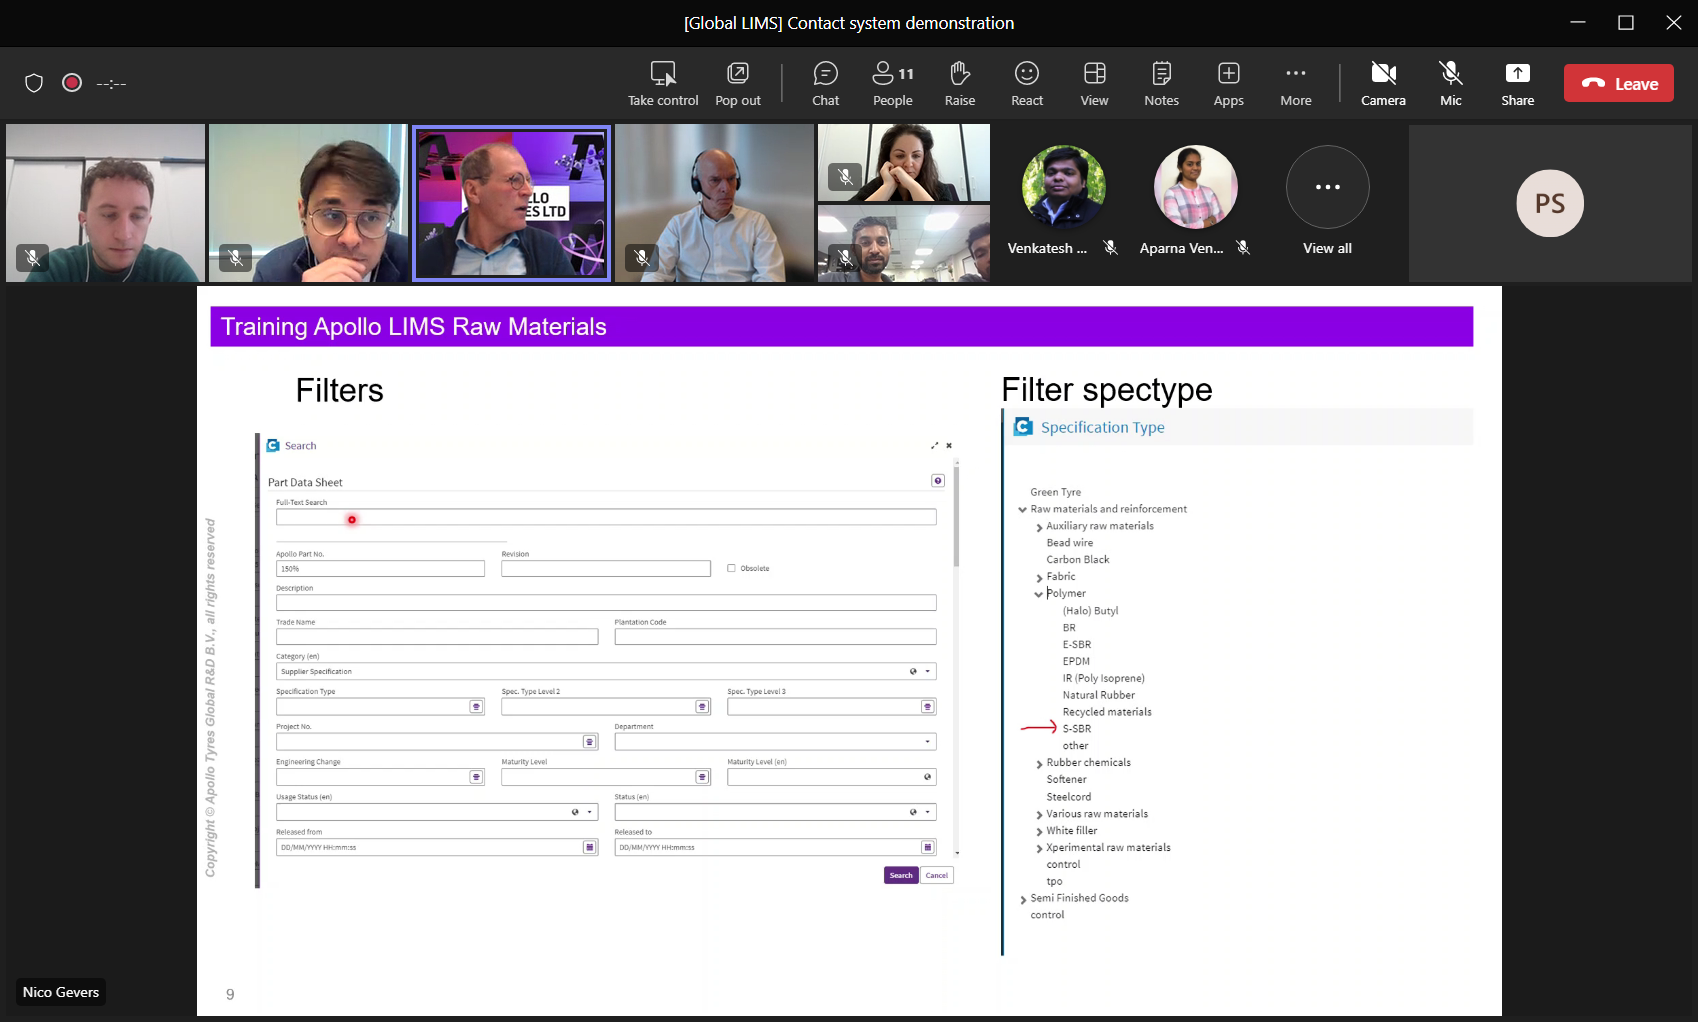 [Global LIMS] Contact system demonstration
--:--
Take control
Pop out
Chat
11
People
Raise
React
View
Notes
Apps
More
Camera
Mic
Share
Leave
LO
ES LTD
Venkatesh ...
Aparna Ven...
View all
PS
Training Apollo LIMS Raw Materials
Filters
Search
Part Data Sheet
Full-Text Search
Apollo Part No.
Revision
150%
Obsolete
Description
Trade Name
Plantation Code
Category (en)
Supplier Specification
Specification Type
Spec. Type Level 2
Spec. Type Level 3
Project No.
Department
Engineering Change
Maturity Level
Maturity Level (en)
Usage Status (en)
Status (en)
Released from
Released to
DD/MM/YYYY HH:mm:ss
DD/MM/YYYY HH:mm:ss
Search
Cancel
Filter spectype
Specification Type
Green Tyre
Raw materials and reinforcement
Auxiliary raw materials
Bead wire
Carbon Black
Fabric
Polymer
(Halo) Butyl
BR
E-SBR
EPDM
IR (Poly Isoprene)
Natural Rubber
Recycled materials
S-SBR
other
Rubber chemicals
Softener
Steelcord
Various raw materials
White filler
Xperimental raw materials
control
tpo
Semi Finished Goods
control
Copyright © Apollo Tyres Global R&D B.V., all rights reserved
9
Nico Gevers